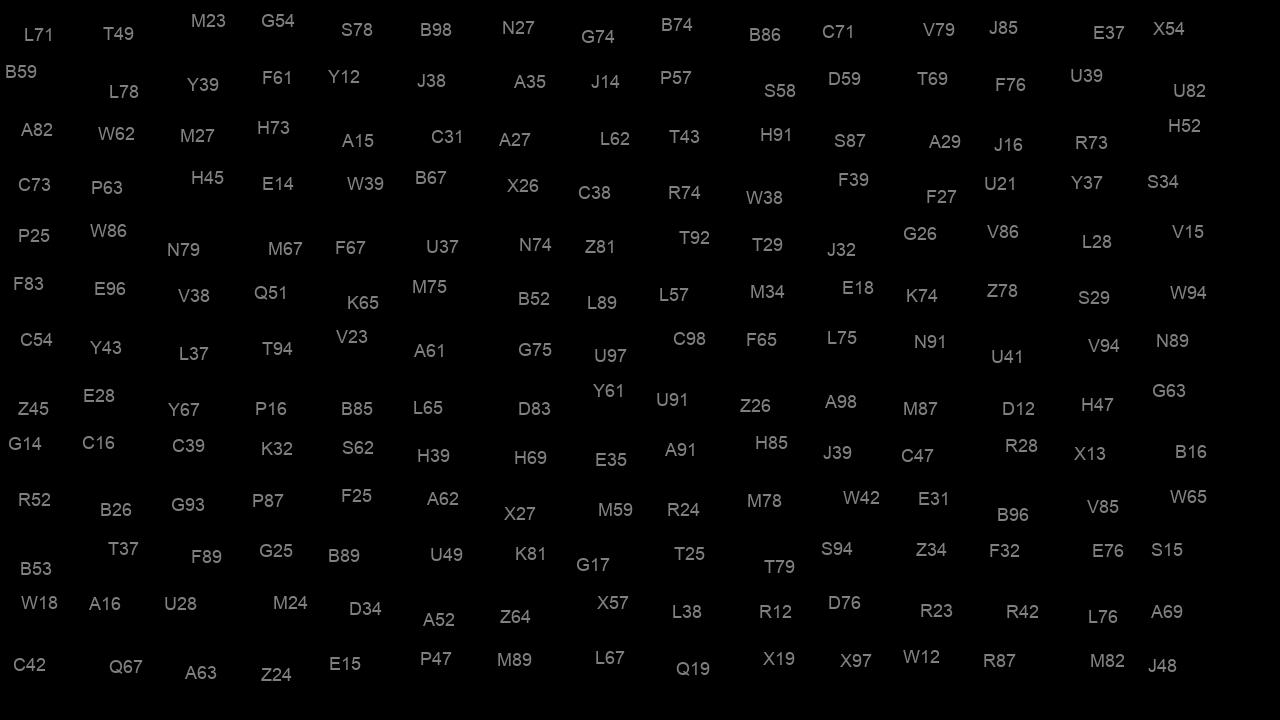 L71 T49 M23 G54 S78 B98 N27 G74 B74 B86 C71 V79 J85 E37 X54
B59 L78 Y39 F61 Y12 J38 A35 J14 P57 S58 D59 T69 F76 U39 U82
A82 W62 M27 H73 A15 C31 A27 L62 T43 H91 S87 A29 J16 R73 H52
C73 P63 H45 E14 W39 B67 X26 C38 R74 W38 F39 F27 U21 Y37 S34
P25 W86 N79 M67 F67 U37 N74 Z81 T92 T29 J32 G26 V86 L28 V15
F83 E96 V38 Q51 K65 M75 B52 L89 L57 M34 E18 K74 Z78 S29 W94
C54 Y43 L37 T94 V23 A61 G75 U97 C98 F65 L75 N91 U41 V94 N89
Z45 E28 Y67 P16 B85 L65 D83 Y61 U91 Z26 A98 M87 D12 H47 G63
G14 C16 C39 K32 S62 H39 H69 E35 A91 H85 J39 C47 R28 X13 B16
R52 B26 G93 P87 F25 A62 X27 M59 R24 M78 W42 E31 B96 V85 W65
B53 T37 F89 G25 B89 U49 K81 G17 T25 T79 S94 Z34 F32 E76 S15
W18 A16 U28 M24 D34 A52 Z64 X57 L38 R12 D76 R23 R42 L76 A69
C42 Q67 A63 Z24 E15 P47 M89 L67 Q19 X19 X97 W12 R87 M82 J48